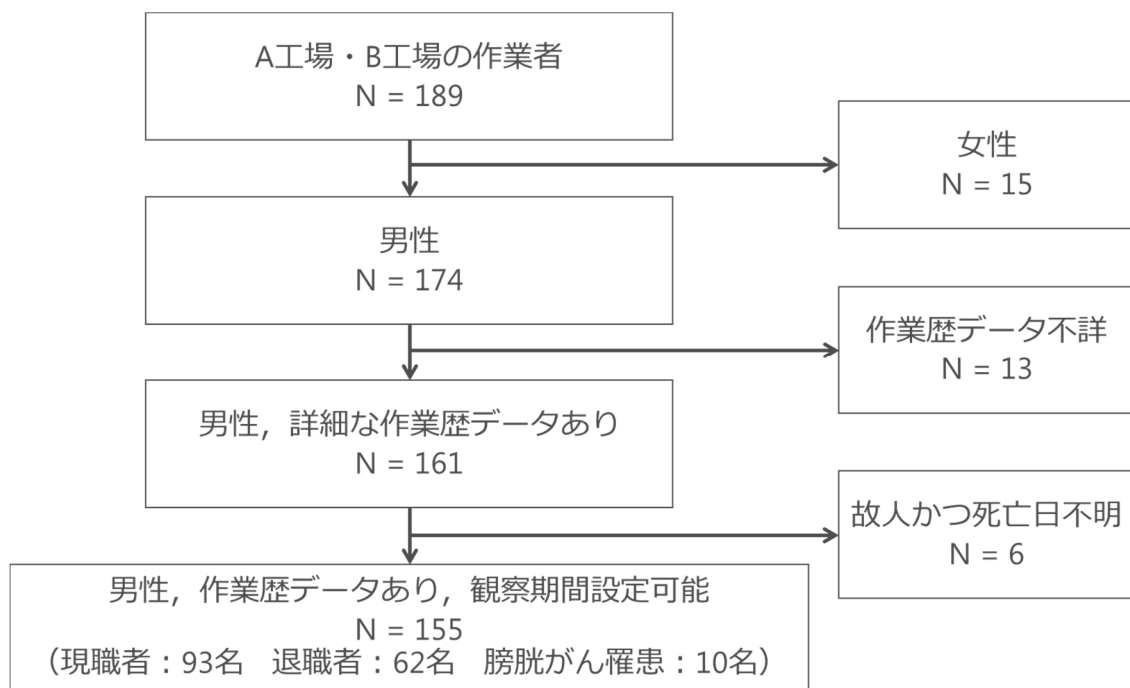 A工場・B工場の作業者
N = 189
女性
N = 15
男性
N = 174
作業歴データ不詳
N = 13
男性，詳細な作業歴データあり
N = 161
故人かつ死亡日不明
N = 6
男性，作業歴データあり，観察期間設定可能
N = 155
（現職者：93名　退職者：62名　膀胱がん罹患：10名）